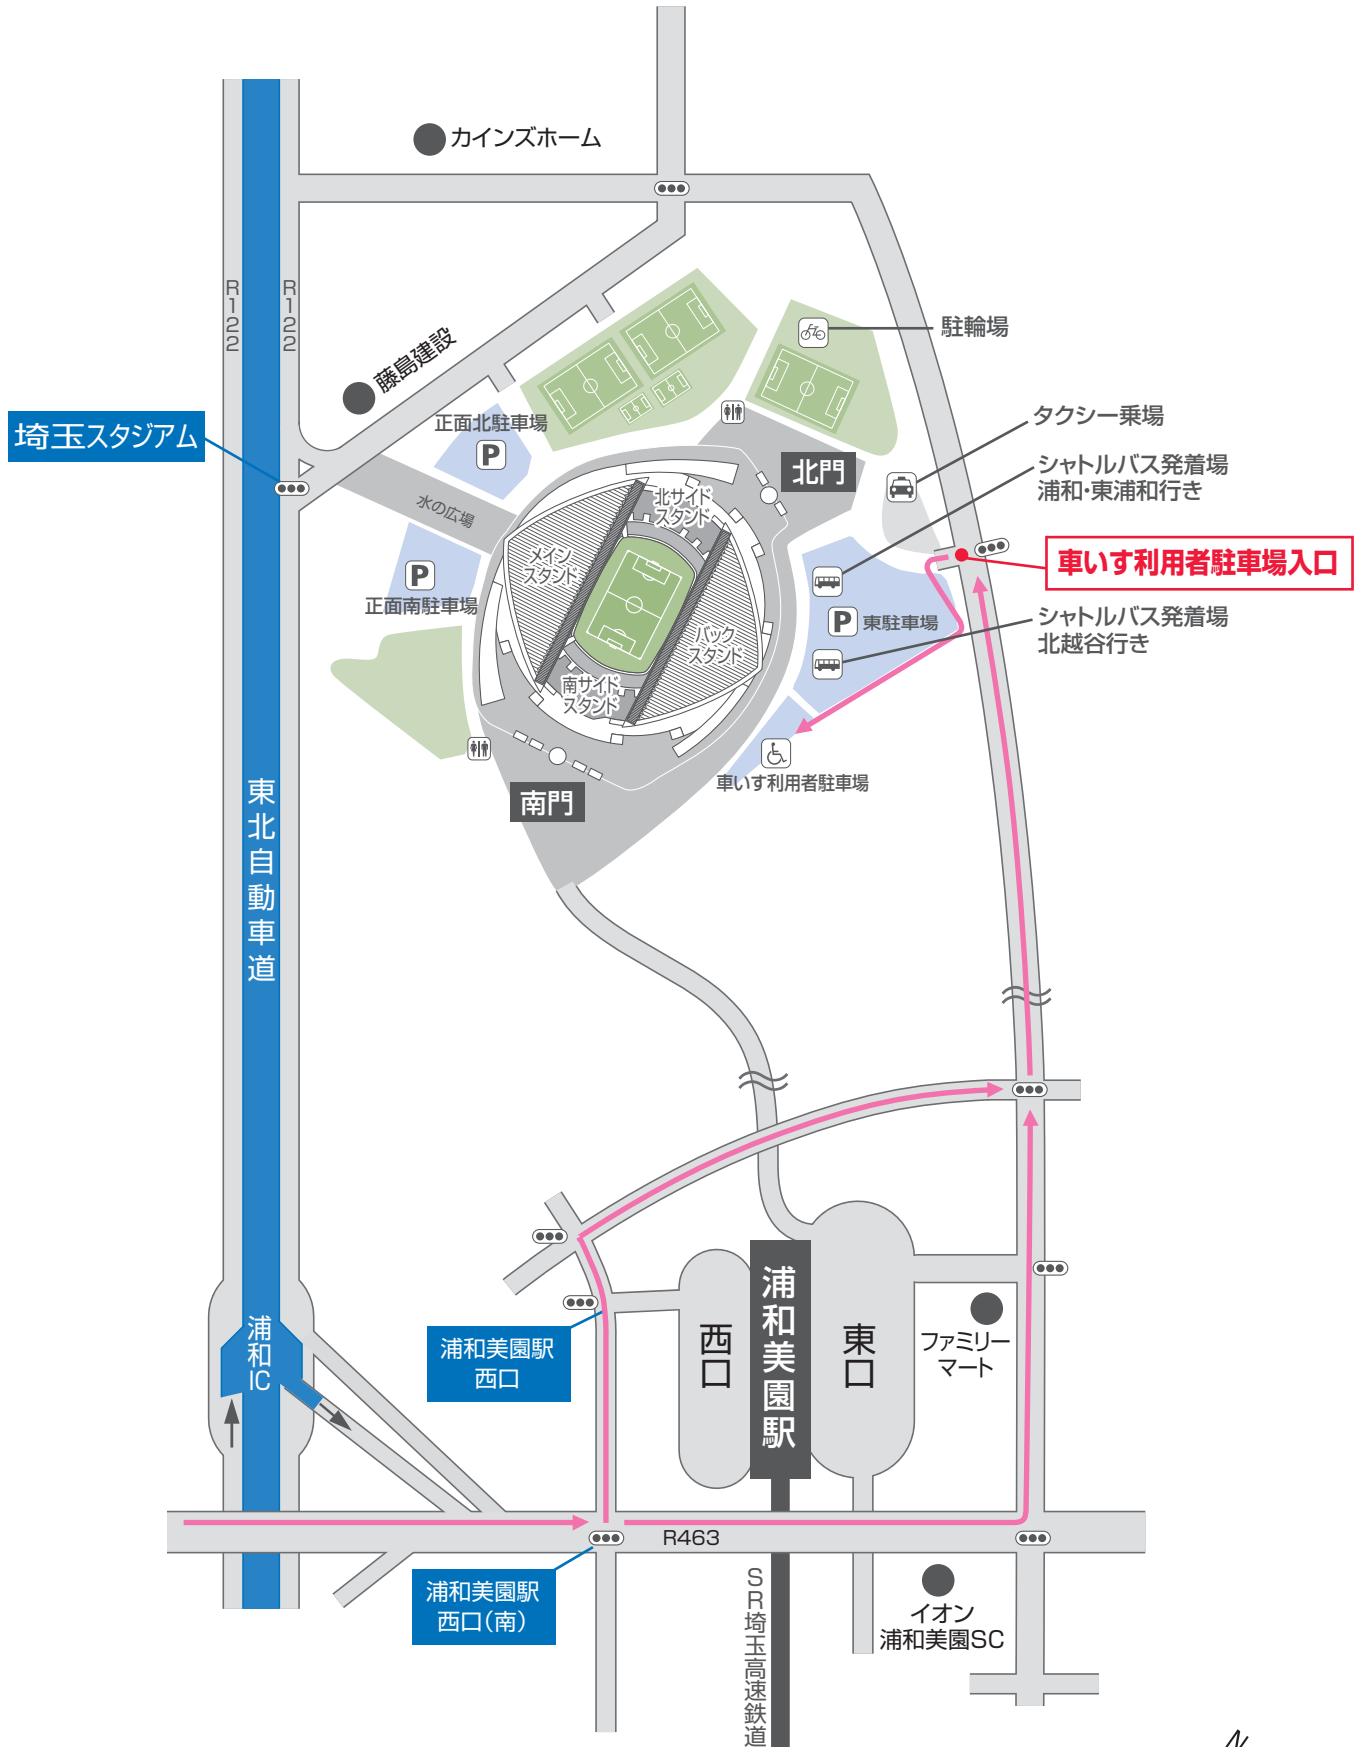 カインズホーム
R122
R122
藤島建設
駐輪場
埼玉スタジアム
正面北駐車場
P
タクシー乗場
北門
シャトルバス発着場
浦和・東浦和行き
水の広場
北サイド
スタンド
メイン
スタンド
車いす利用者駐車場入口
P
正面南駐車場
P
東駐車場
シャトルバス発着場
北越谷行き
バック
スタンド
南サイド
スタンド
車いす利用者駐車場
南門
東北自動車道
浦和IC
浦和美園駅
西口
西口
浦和美園駅
東口
ファミリー
マート
R463
浦和美園駅
西口(南)
SR埼玉高速鉄道
イオン
浦和美園SC
N